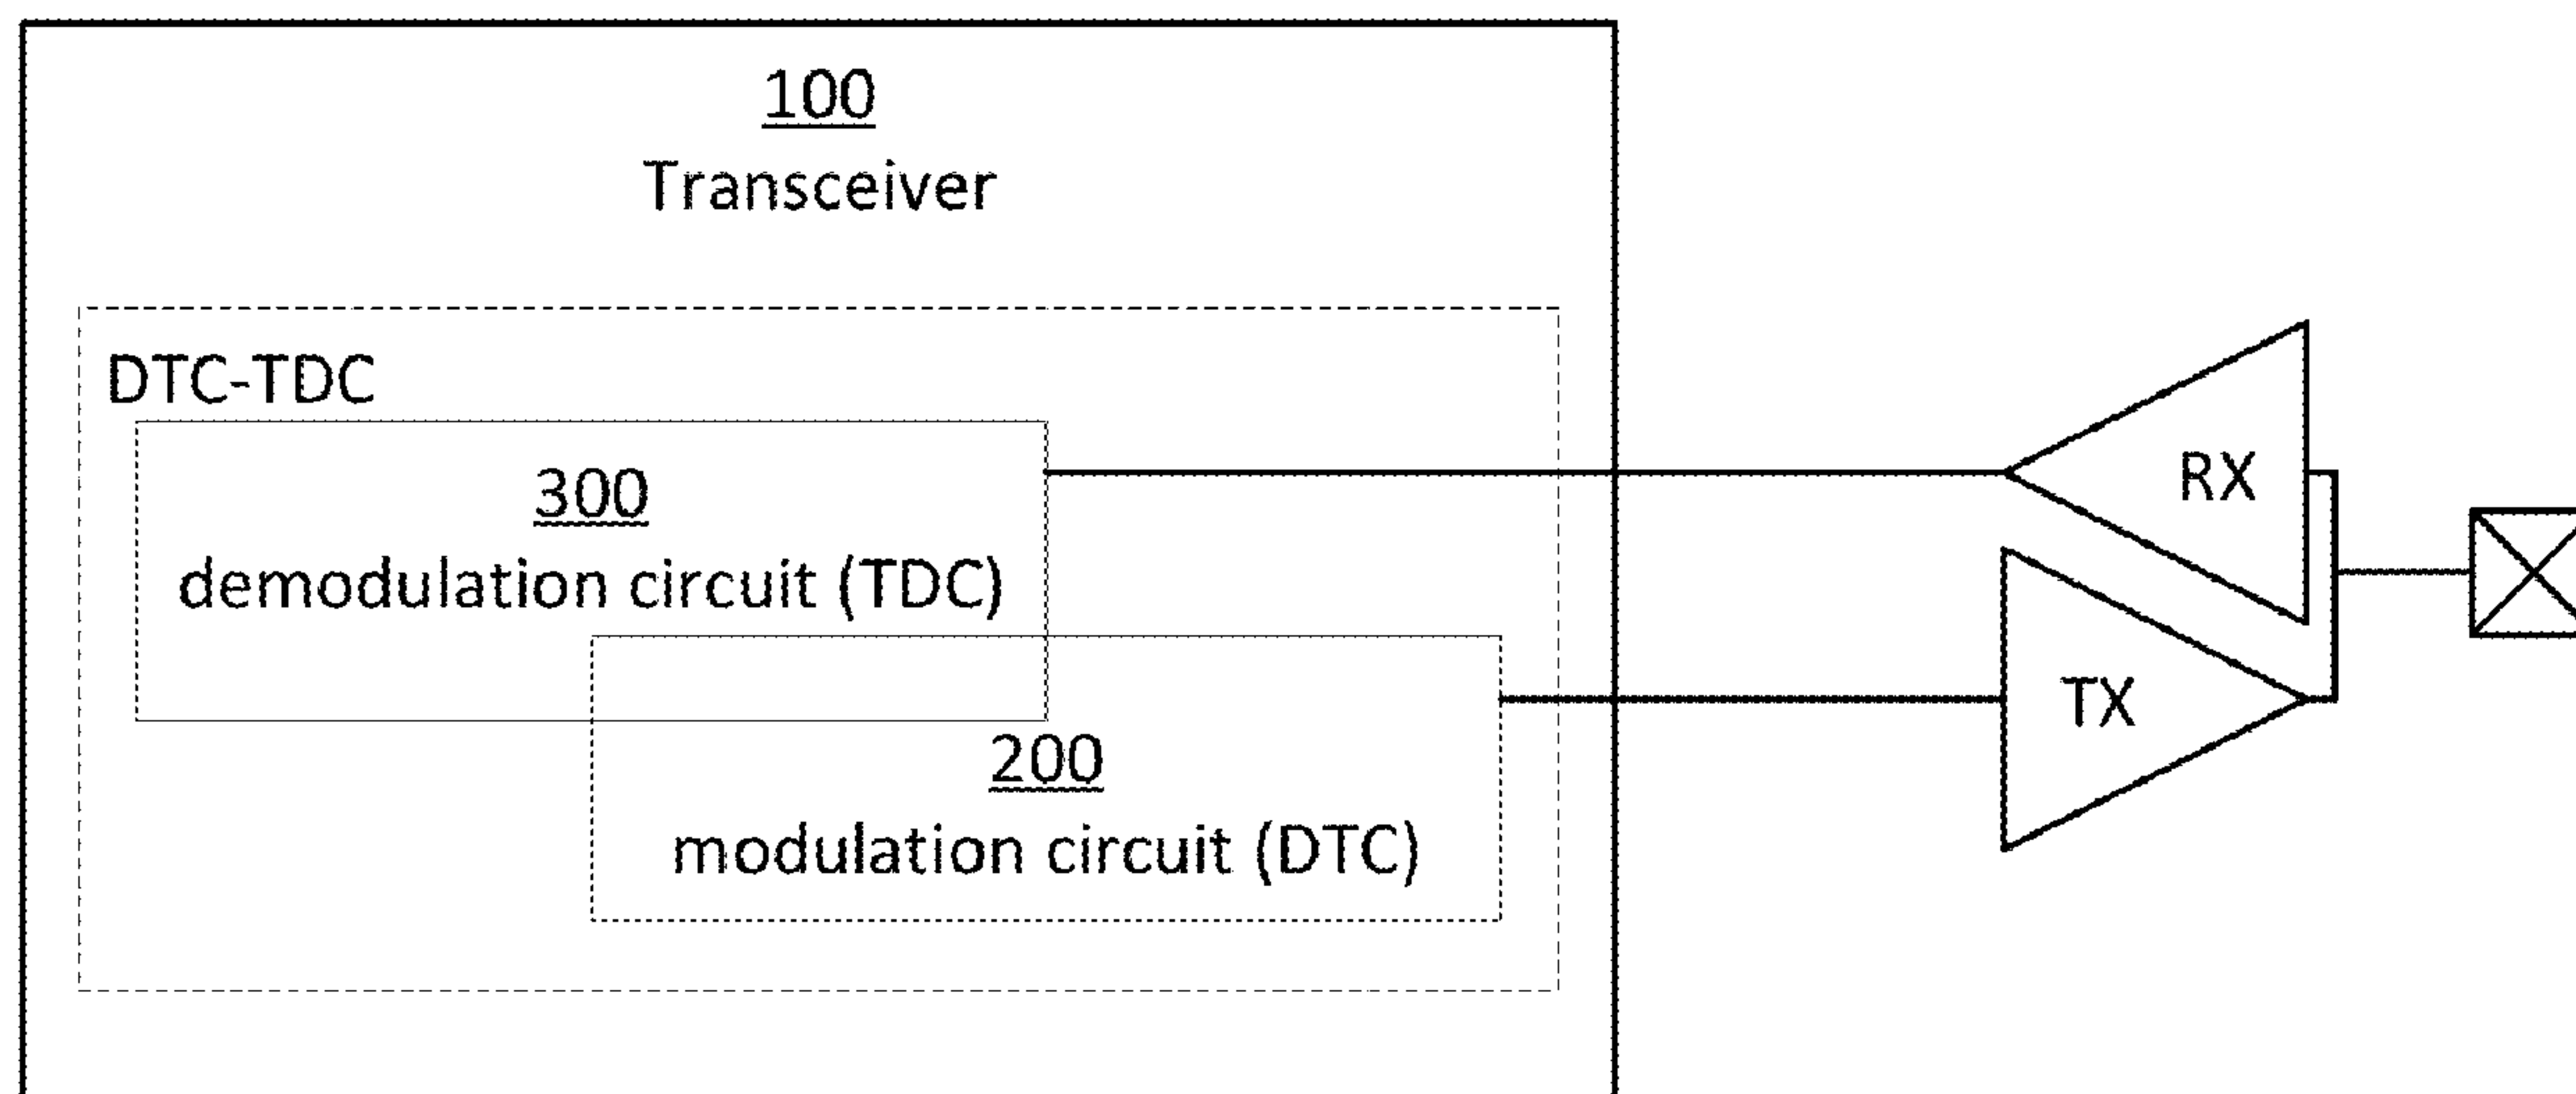 100
Transceiver
DTC-TDC
300
demodulation circuit (TDC)
RX
200
modulation circuit (DTC)
TX